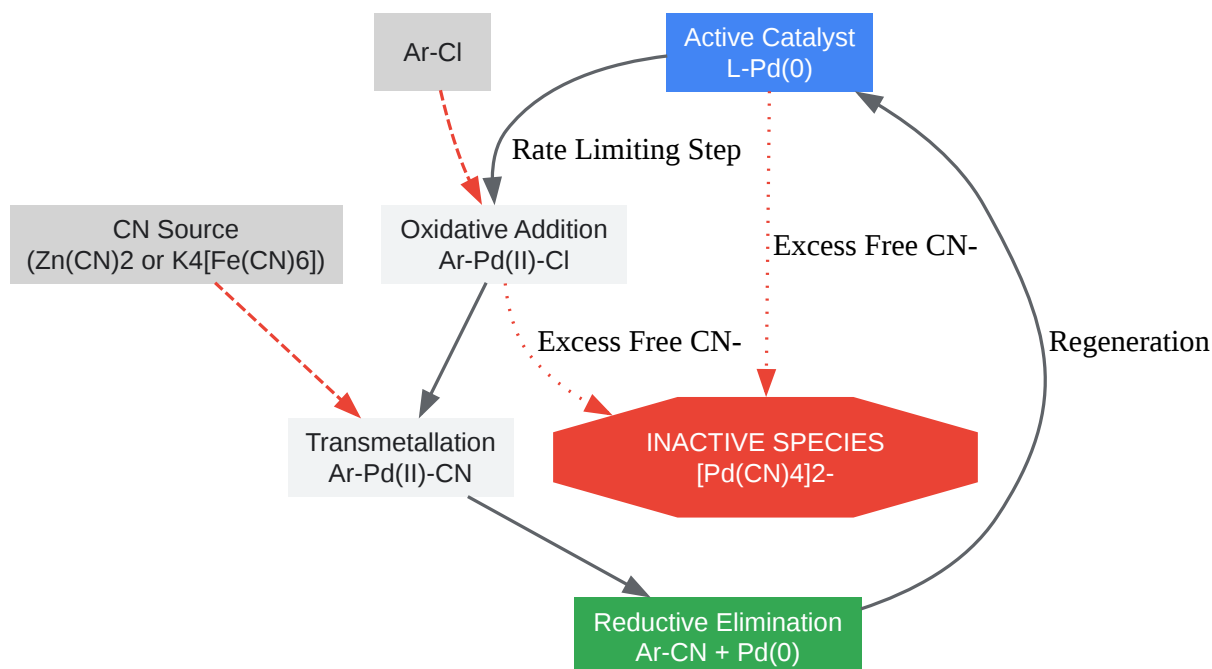 Ar-Cl
Active Catalyst
L-Pd(0)
Rate Limiting Step
CN Source
(Zn(CN)2 or K4[Fe(CN)6])
Oxidative Addition
Ar-Pd(II)-Cl
Excess Free CN-
Excess Free CN-
Regeneration
Transmetallation
Ar-Pd(II)-CN
INACTIVE SPECIES
[Pd(CN)4]2-
Reductive Elimination
Ar-CN + Pd(0)